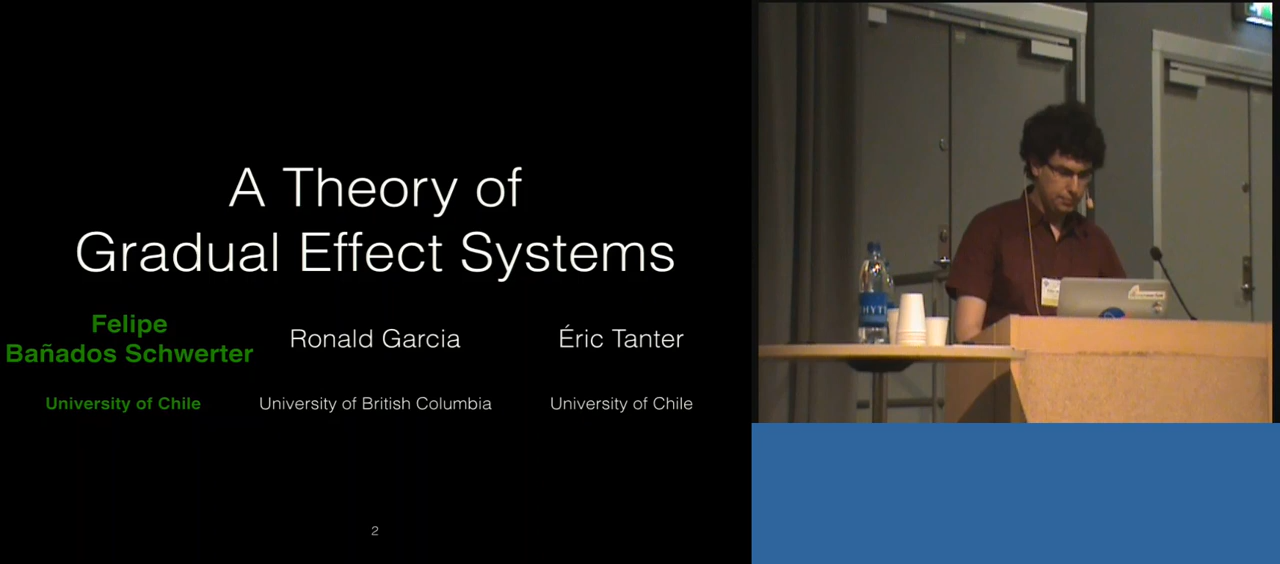 A Theory of
Gradual Effect Systems
Felipe
Bañados Schwerter
Ronald Garcia
Éric Tanter
University of Chile
University of British Columbia
University of Chile
2